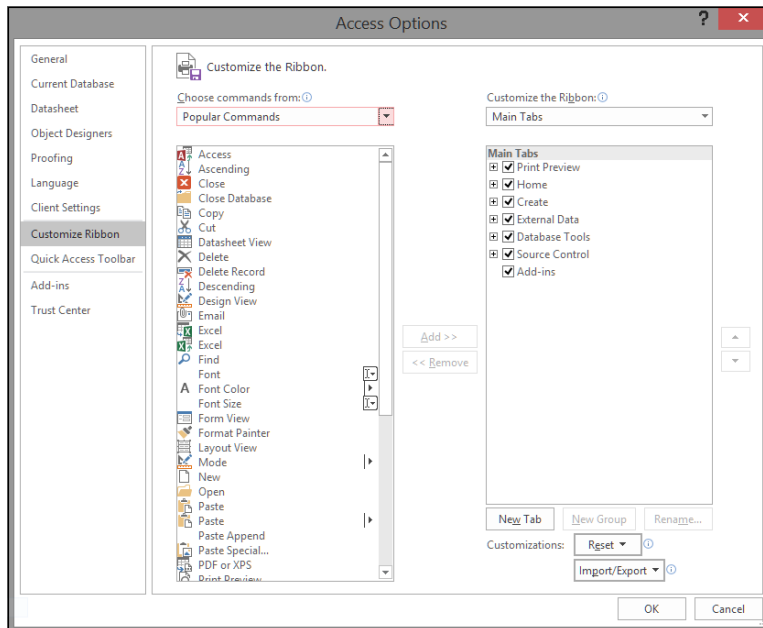 Access Options
?
General
Current Database
Datasheet
Object Designers
Proofing
Language
Client Settings
Customize Ribbon
Quick Access Toolbar
Add-ins
Trust Center
Customize the Ribbon.
Choose commands from:
Popular Commands
Access
Ascending
Close
Close Database
Copy
Cut
Datasheet View
Delete
Delete Record
Descending
Design View
Email
Excel
Excel
Find
Font
Font Color
Font Size
Form View
Format Painter
Layout View
Mode
New
Open
Paste
Paste
Paste Append
Paste Special...
PDF or XPS
Print Preview
Add >>
<< Remove
Customize the Ribbon:
Main Tabs
Main Tabs
Print Preview
Home
Create
External Data
Database Tools
Source Control
Add-ins
New Tab New Group Rename...
Customizations: Reset
Import/Export
OK Cancel